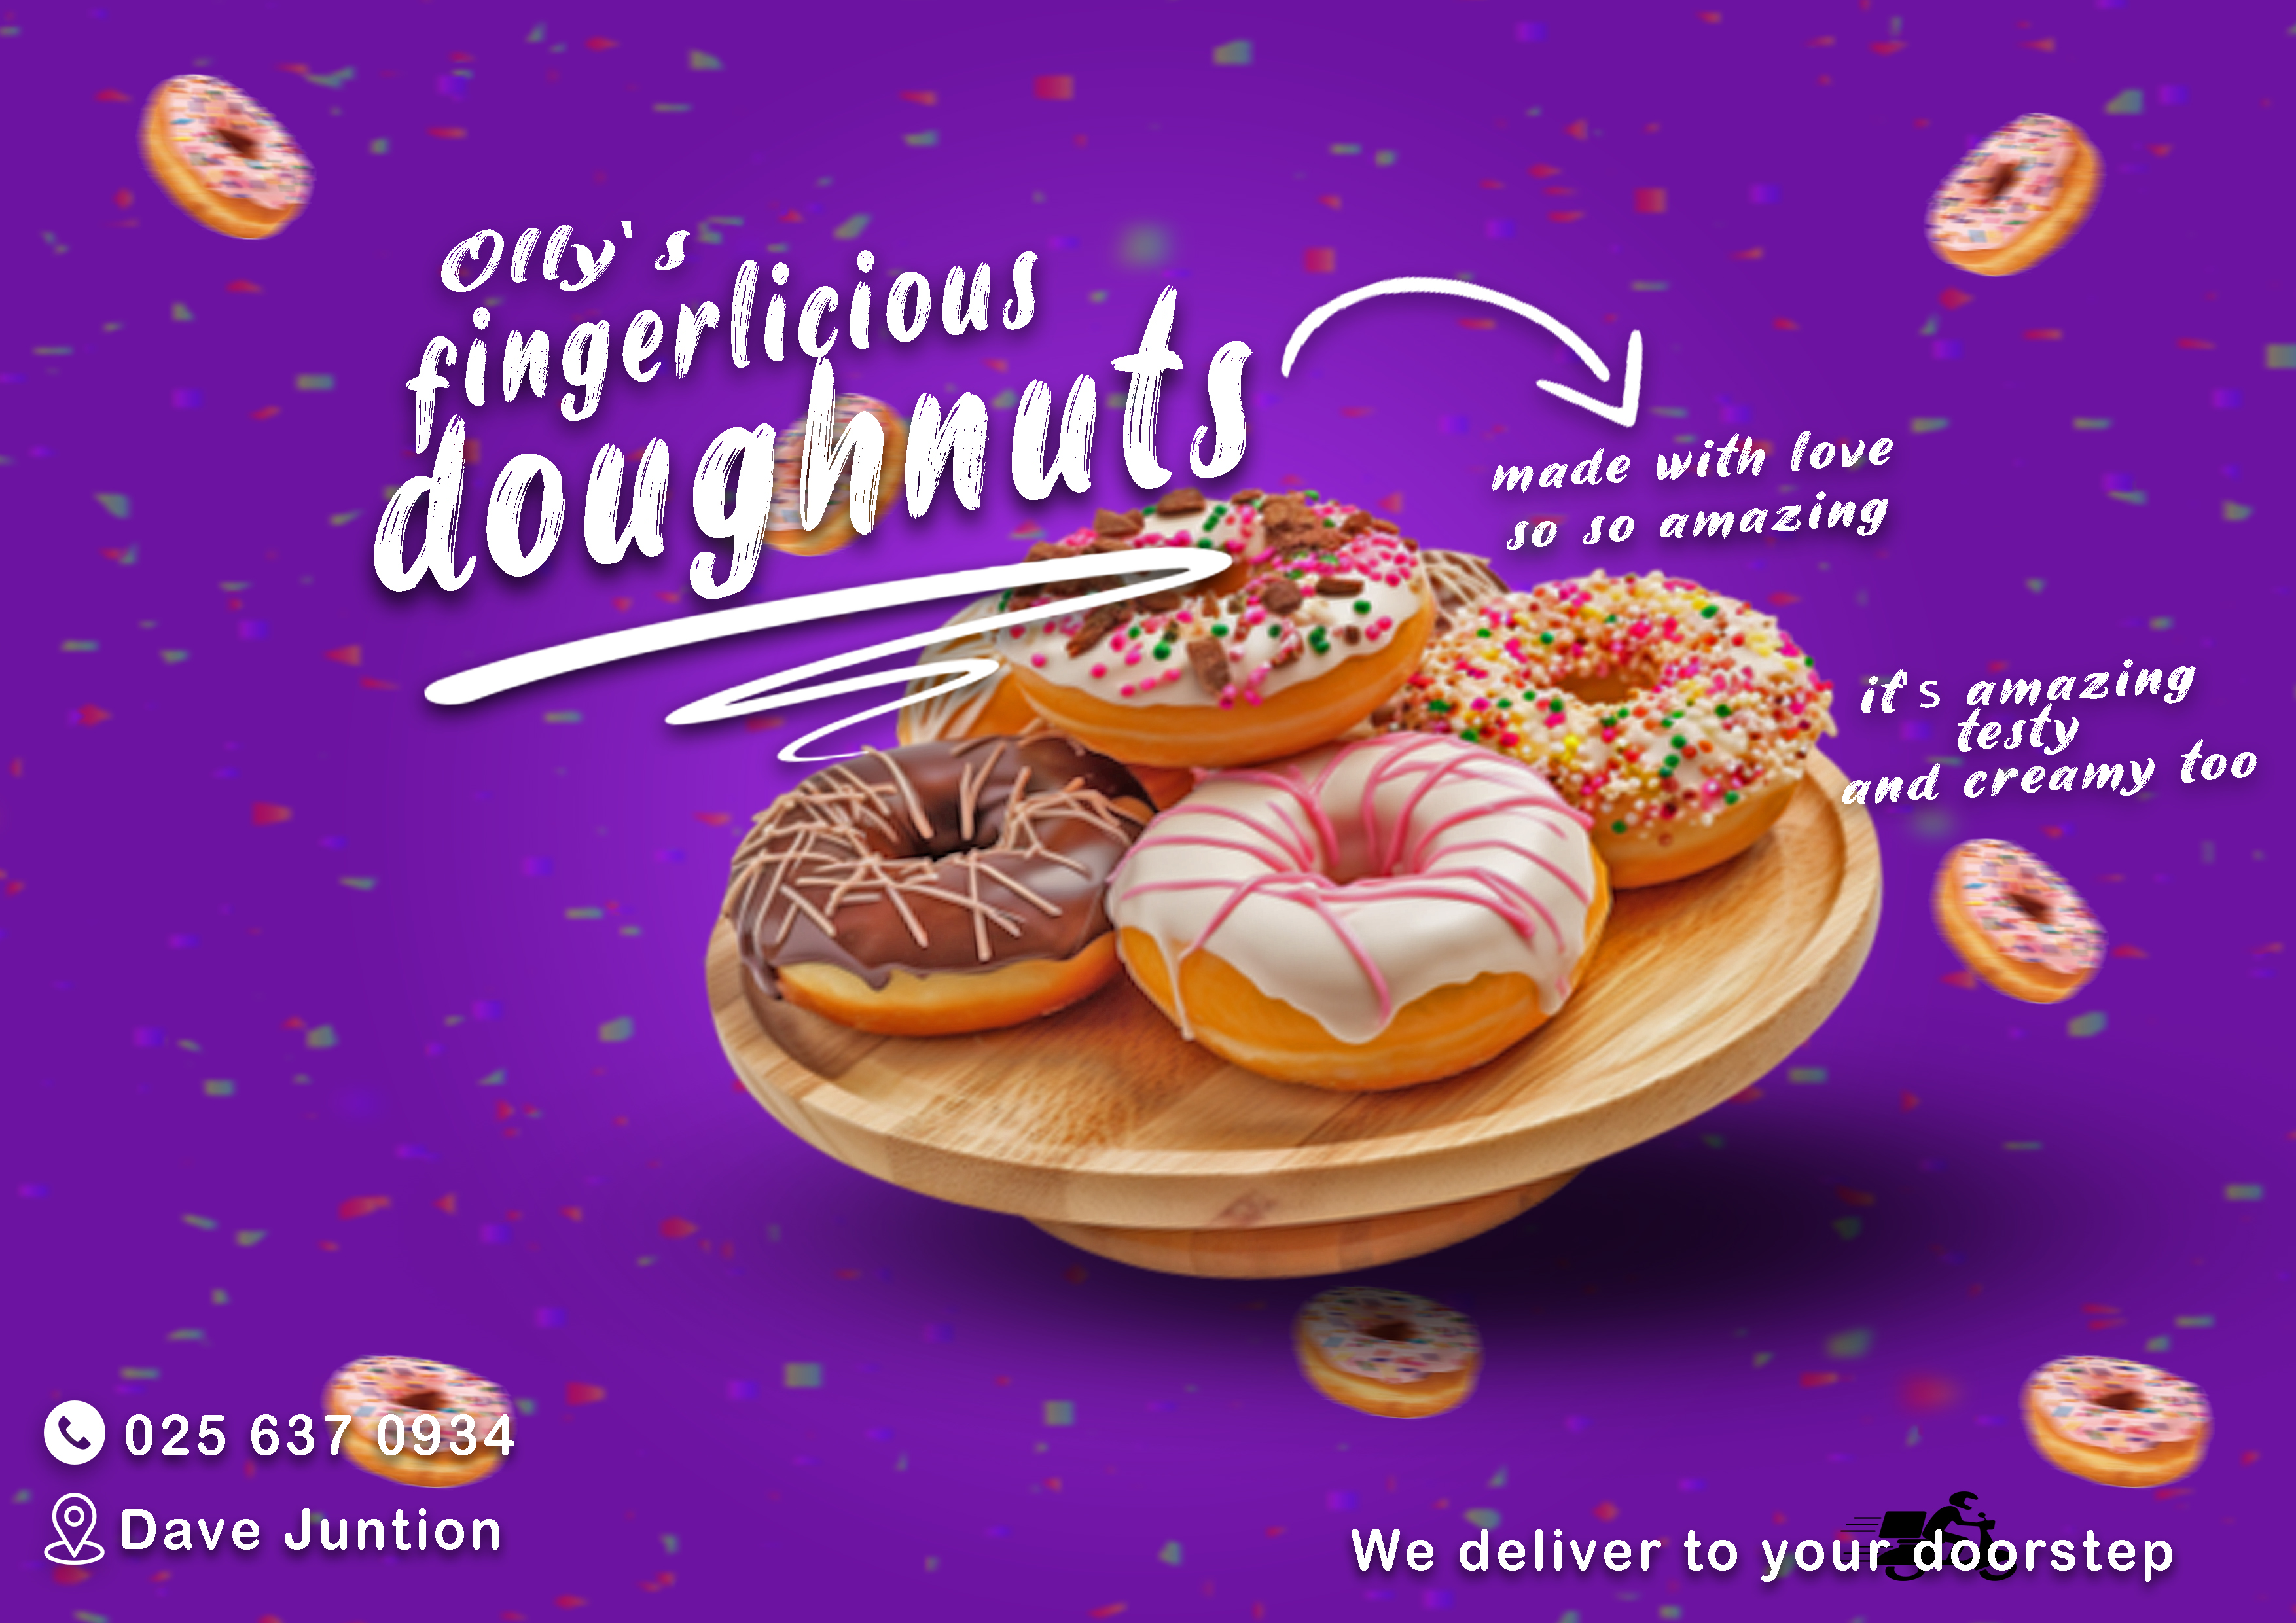 Olly's
fingerlicious
doughnuts
made with love
so so amazing
it's amazing
testy
and creamy too
025 637 0934
Dave Juntion
We deliver to your doorstep